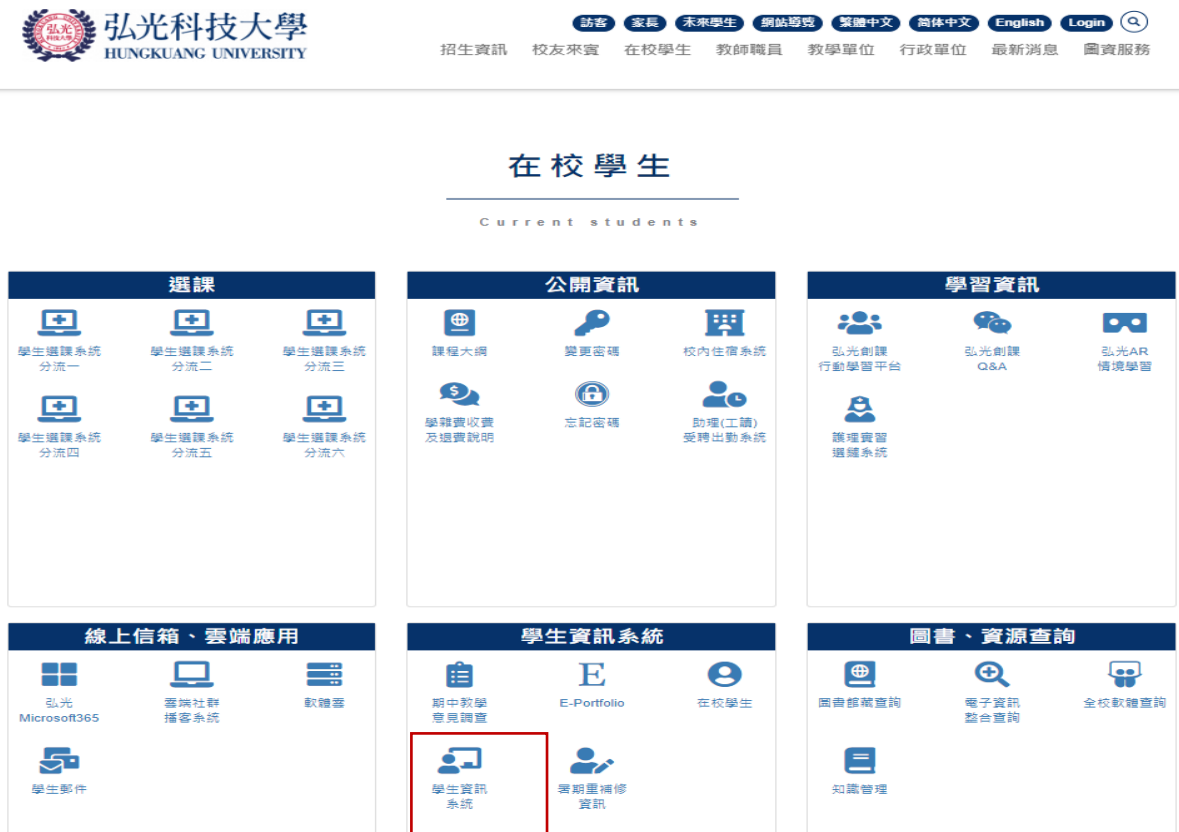 弘光科技大學
HUNGKUANG UNIVERSITY
訪客 家長 未來學生 網站導覽 繁體中文 简体中文 English Login
招生資訊 校友來賓 在校學生 教師職員 教學單位 行政單位 最新消息 圖資服務
在校學生
Current students
選課
學生選課系統
分流一
學生選課系統
分流二
學生選課系統
分流三
學生選課系統
分流四
學生選課系統
分流五
學生選課系統
分流六
公開資訊
課程大綱
變更密碼
校內住宿系統
學雜費收費
及退費說明
忘記密碼
助理(工讀)
受聘出勤系統
學習資訊
弘光創課
行動學習平台
弘光創課
Q&A
弘光AR
情境學習
護理實習
選鋪系統
線上信箱、雲端應用
弘光
Microsoft365
雲端社群
播客系統
軟體雲
學生郵件
學生資訊系統
期中教學
意見調查
E
E-Portfolio
在校學生
學生資訊
系統
暑期重補修
資訊
圖書、資源查詢
圖書館藏查詢
電子資訊
整合查詢
全校軟體查詢
知識管理